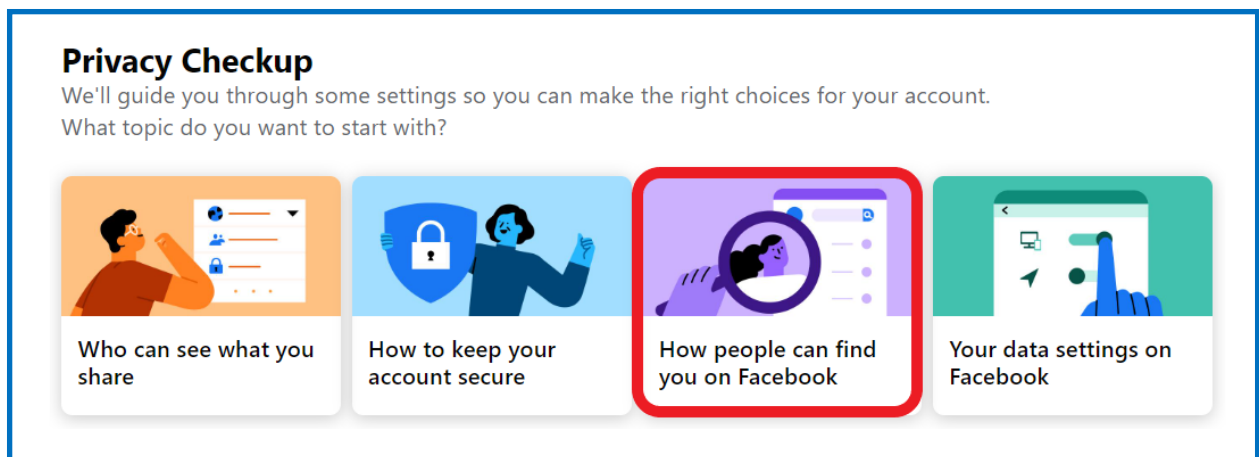 Privacy Checkup
We'll guide you through some settings so you can make the right choices for your account.
What topic do you want to start with?
Who can see what you
share
How to keep your
account secure
How people can find
you on Facebook
Your data settings on
Facebook